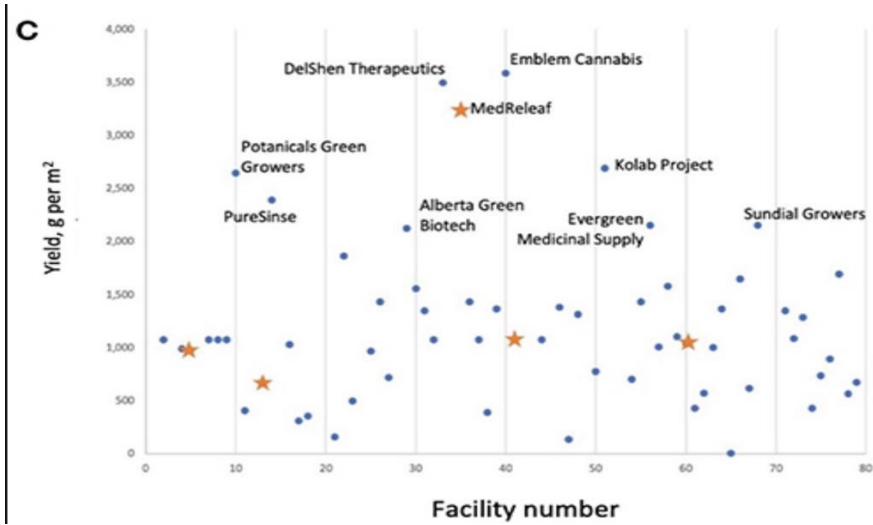 C
4,000
3,500
3,000
2,500
2,000
1,500
1,000
500
0
Yield, g per m²
DelShen Therapeutics
Emblem Cannabis
MedReleaf
Potanicals Green
Growers
Kolab Project
PureSinse
Alberta Green
Biotech
Evergreen
Medicinal Supply
Sundial Growers
0 10 20 30 40 50 60 70 80
Facility number